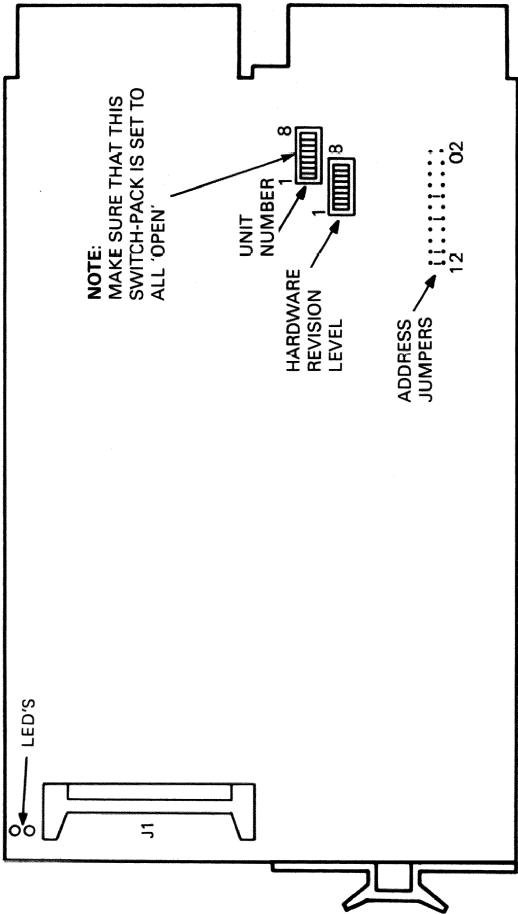 NOTE:
MAKE SURE THAT THIS
SWITCH-PACK IS SET TO
ALL 'OPEN'
UNIT
NUMBER
1
8
HARDWARE
REVISION
LEVEL
1
8
ADDRESS
JUMPERS
12
02
LED'S
J1